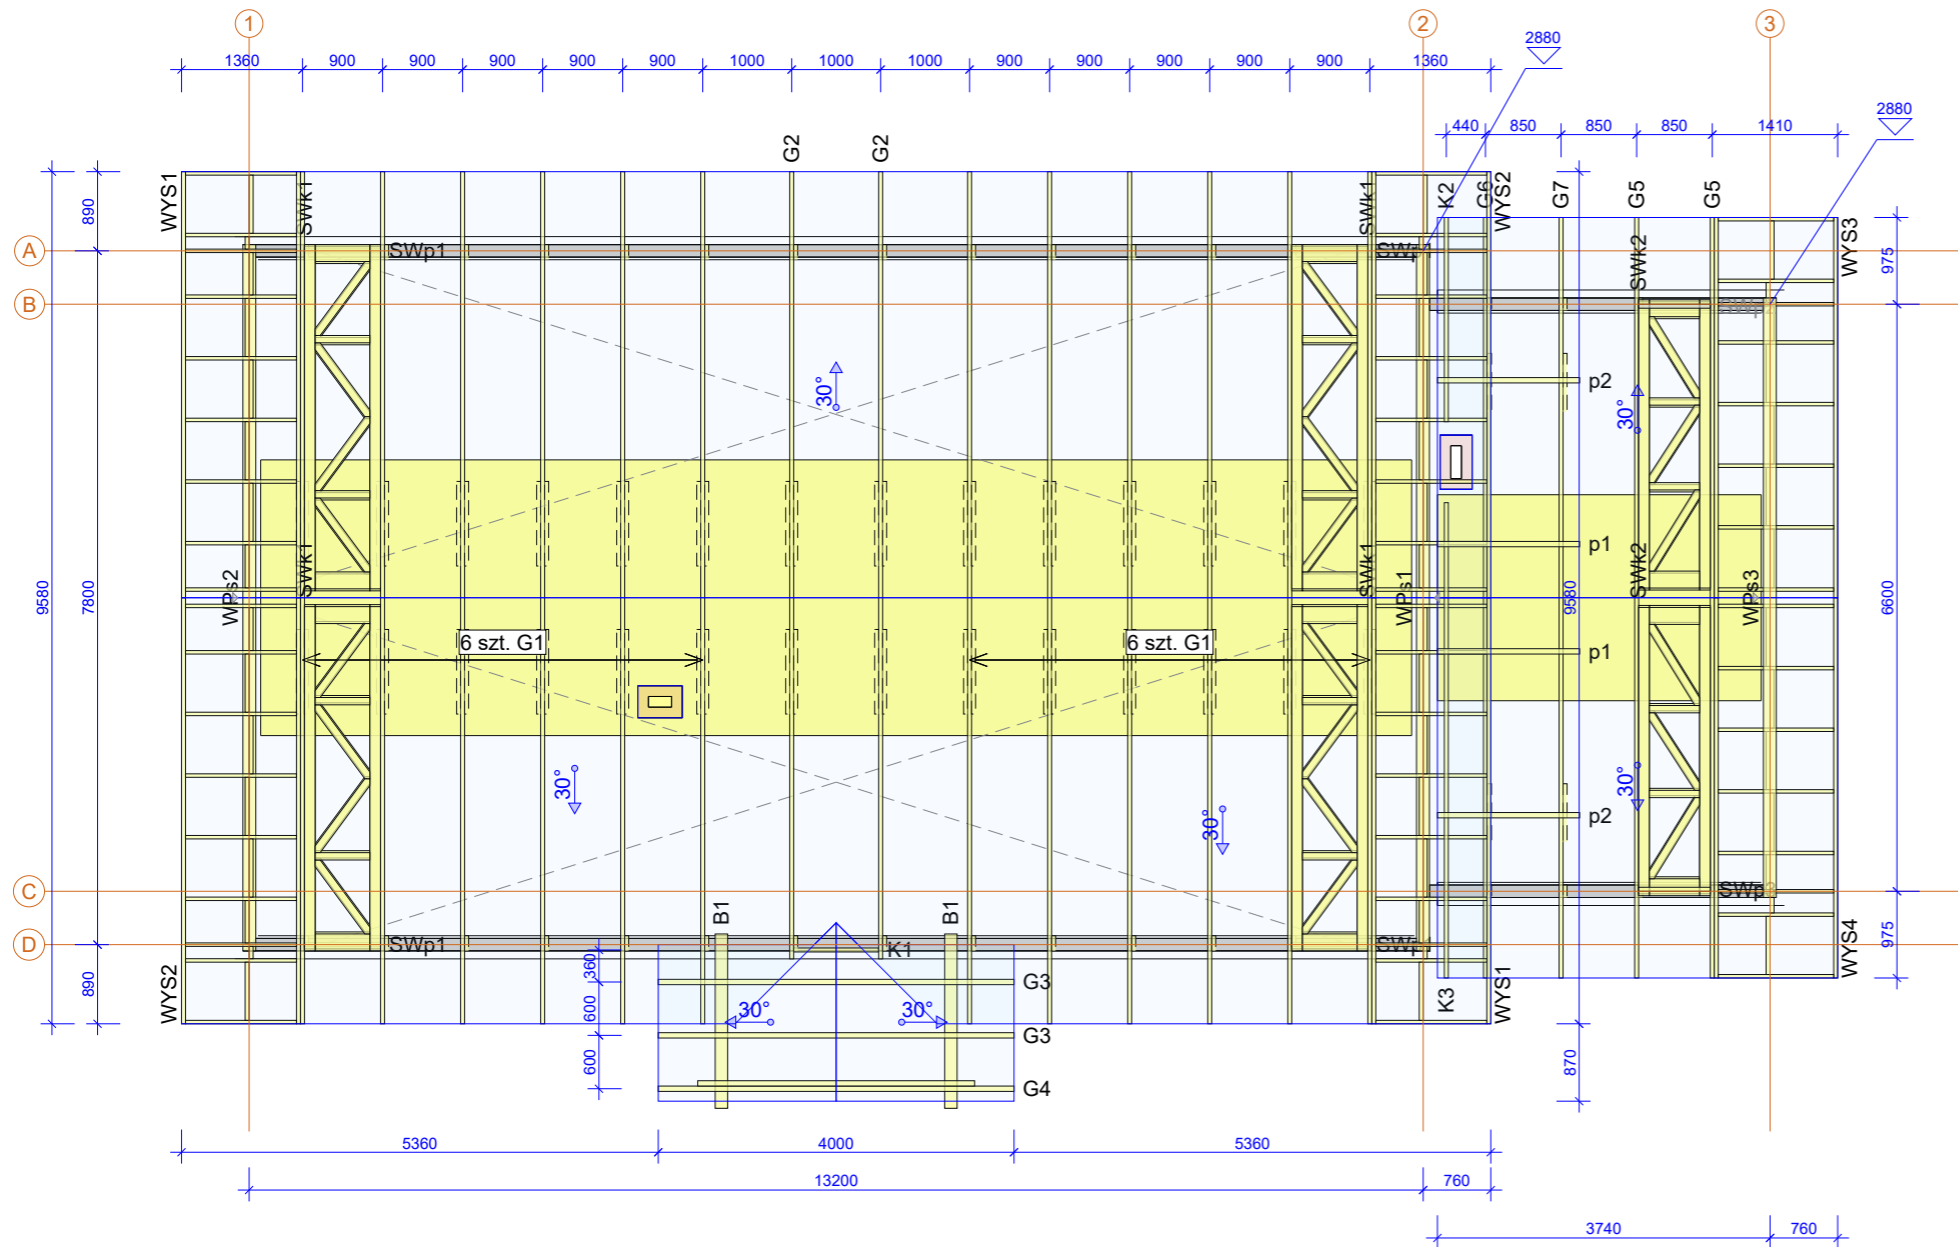 1
2
3
2880
1360 900 900 900 900 900 1000 1000 1000 900 900 900 900 900 1360
2880
440 850 850 850 1410
WYS1
SWk1
G2
G2
SWk1
K2
G6
WYS2
G7
G5
G5
WYS3
890
975
A
SWp1
SWp1
SWk2
B
p2
30°
30°
9580
7800
SWk1
SWk1
SWk2
p1
WPs2
WPs1
9580
WPs3
6600
6 szt. G1
6 szt. G1
p1
30°
30°
30°
p2
C
B1
B1
D
SWp1
K1
360
G3
WYS2
890
600
30°
30°
G3
K3
WYS1
WYS4
975
600
G4
870
5360 4000 5360
13200 760
3740 760